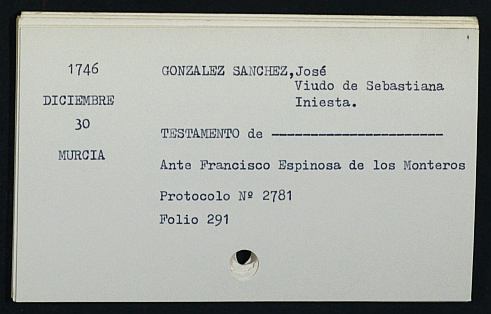 1746
DICIEMBRE
30
MURCIA
GONZALEZ SANCHEZ, José
Viudo de Sebastiana
Iniesta.
TESTAMENTO de ----------------------
Ante Francisco Espinosa de los Monteros
Protocolo Nº 2781
Folio 291